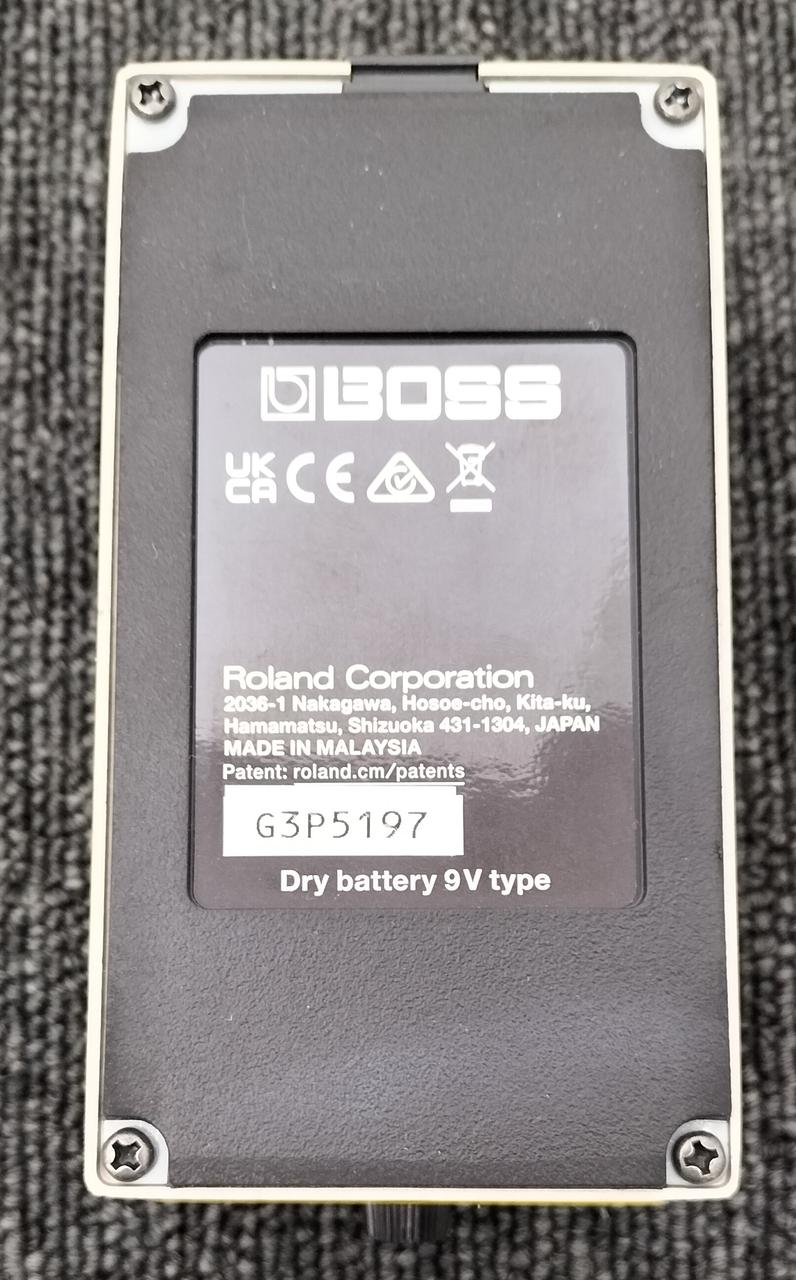 BOSS
UK
CA CE
Roland Corporation
2036-1 Nakagawa, Hosoe-cho, Kita-ku,
Hamamatsu, Shizuoka 431-1304, JAPAN
MADE IN MALAYSIA
Patent: roland.cm/patents
G3P5197
Dry battery 9V type